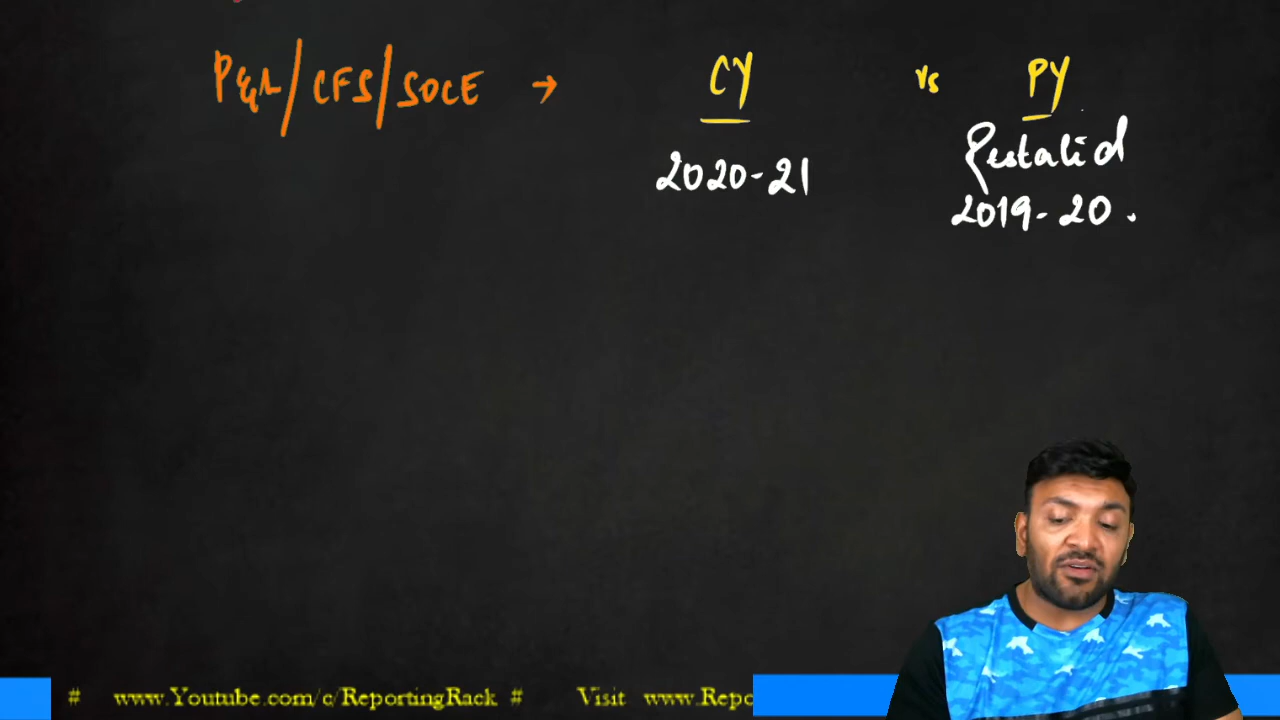 P&L/CFS/SOCE → CY vs PY
Restated
2020-21 2019-20.
# www.Youtube.com/c/ReportingRack # Visit www.Repo